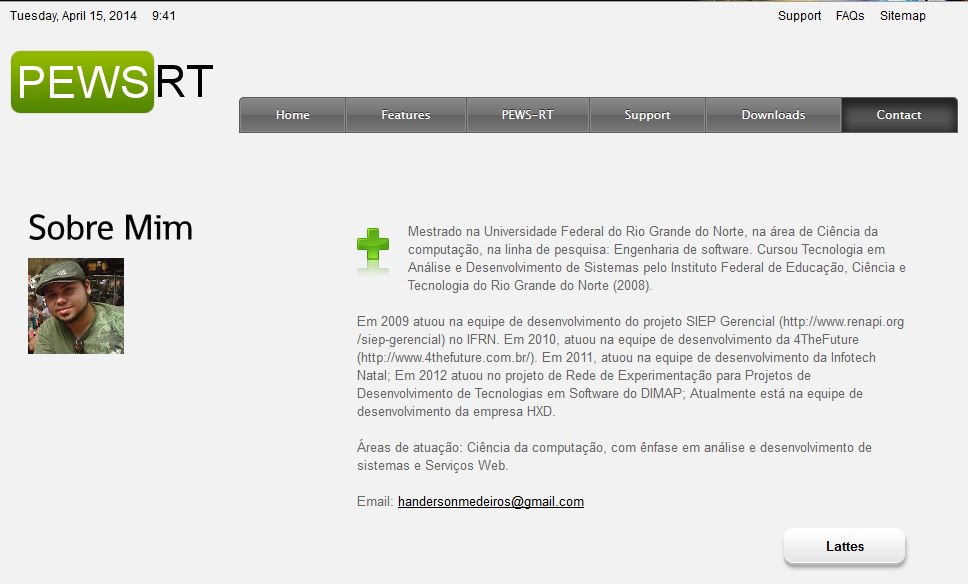 Tuesday, April 15, 2014 9:41
Support FAQs Sitemap
PEWSRT
Home Features PEWS-RT Support Downloads Contact
Sobre Mim
Mestrado na Universidade Federal do Rio Grande do Norte, na área de Ciência da
computação, na linha de pesquisa: Engenharia de software. Cursou Tecnologia em
Análise e Desenvolvimento de Sistemas pelo Instituto Federal de Educação, Ciência e
Tecnologia do Rio Grande do Norte (2008).
Em 2009 atuou na equipe de desenvolvimento do projeto SIEP Gerencial (http://www.renapi.org
/siep-gerencial) no IFRN. Em 2010, atuou na equipe de desenvolvimento da 4TheFuture
(http://www.4thefuture.com.br/). Em 2011, atuou na equipe de desenvolvimento da Infotech
Natal; Em 2012 atuou no projeto de Rede de Experimentação para Projetos de
Desenvolvimento de Tecnologias em Software do DIMAP; Atualmente está na equipe de
desenvolvimento da empresa HXD.
Áreas de atuação: Ciência da computação, com ênfase em análise e desenvolvimento de
sistemas e Serviços Web.
Email: handersonmedeiros@gmail.com
Lattes